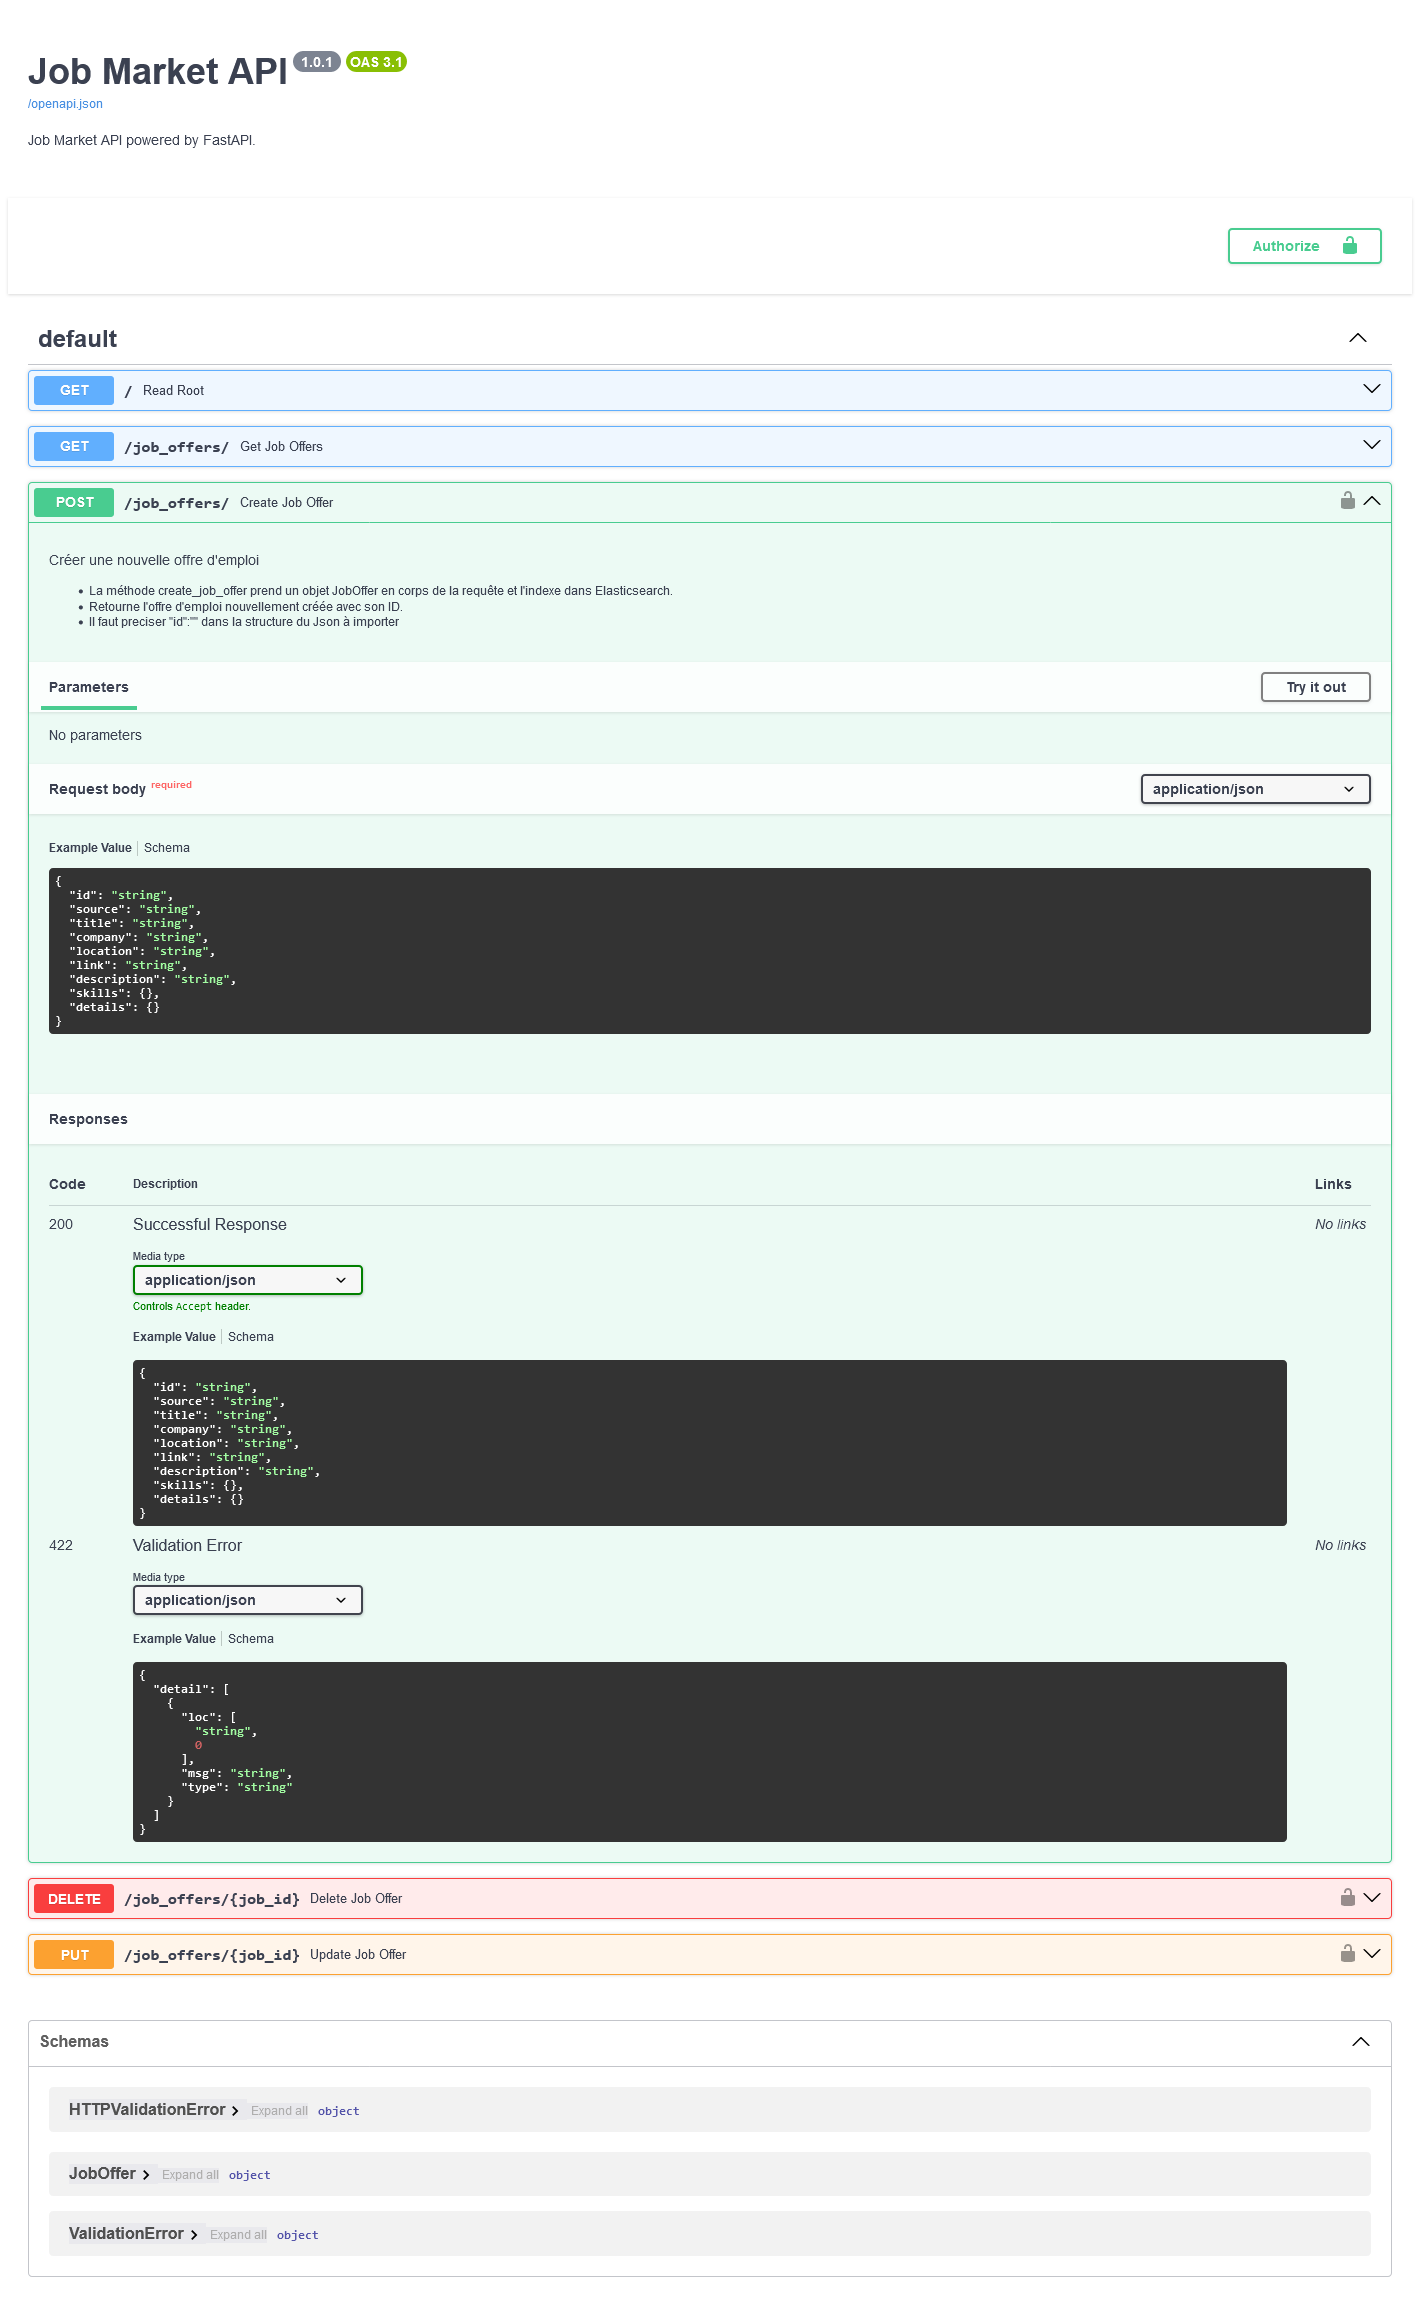 Job Market API 1.0.1 OAS 3.1
/openapi.json
Job Market API powered by FastAPI.
Authorize
default
GET / Read Root
GET /job_offers/ Get Job Offers
POST /job_offers/ Create Job Offer
Créer une nouvelle offre d'emploi
• La méthode create_job_offer prend un objet JobOffer en corps de la requête et l'indexe dans Elasticsearch.
• Retourne l'offre d'emploi nouvellement créée avec son ID.
• Il faut preciser "id":"" dans la structure du Json à importer
Parameters Try it out
No parameters
Request body required application/json
Example Value Schema
{
  "id": "string",
  "source": "string",
  "title": "string",
  "company": "string",
  "location": "string",
  "link": "string",
  "description": "string",
  "skills": {},
  "details": {}
}
Responses
Code Description Links
200 Successful Response No links
Media type
application/json
Controls Accept header.
Example Value Schema
{
  "id": "string",
  "source": "string",
  "title": "string",
  "company": "string",
  "location": "string",
  "link": "string",
  "description": "string",
  "skills": {},
  "details": {}
}
422 Validation Error No links
Media type
application/json
Example Value Schema
{
  "detail": [
    {
      "loc": [
        "string",
        0
      ],
      "msg": "string",
      "type": "string"
    }
  ]
}
DELETE /job_offers/{job_id} Delete Job Offer
PUT /job_offers/{job_id} Update Job Offer
Schemas
HTTPValidationError Expand all object
JobOffer Expand all object
ValidationError Expand all object